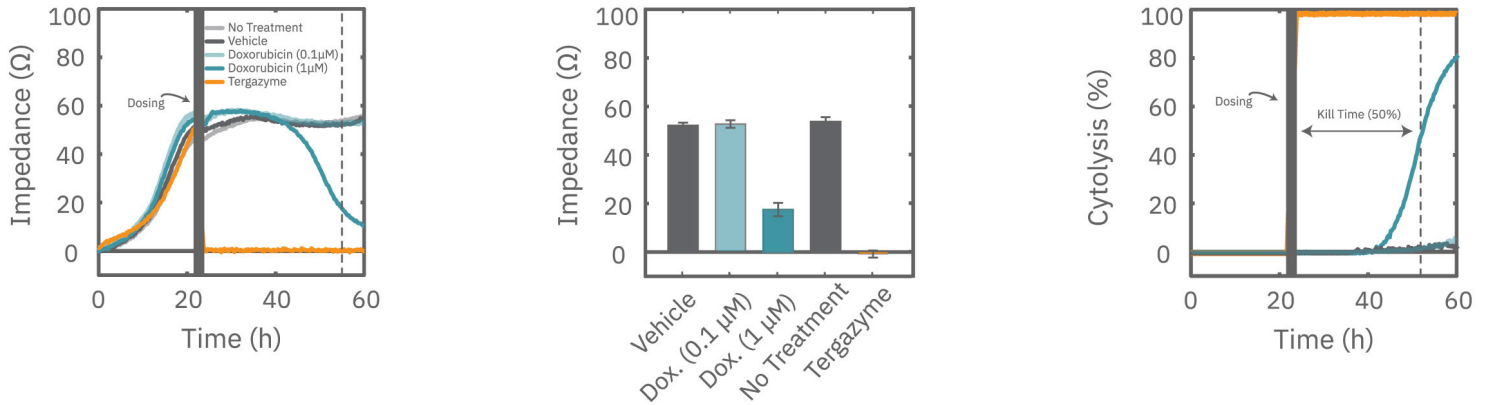 Impedance (Ω)
100
80
60
40
20
0
No Treatment
Vehicle
Doxorubicin (0.1μM)
Doxorubicin (1μM)
Tergazyme
Dosing
0
20
40
60
Time (h)
Impedance (Ω)
100
80
60
40
20
0
Vehicle
Dox. (0.1 μM)
Dox. (1 μM)
No Treatment
Tergazyme
Cytolysis (%)
100
80
60
40
20
0
Dosing
Kill Time (50%)
0
20
40
60
Time (h)